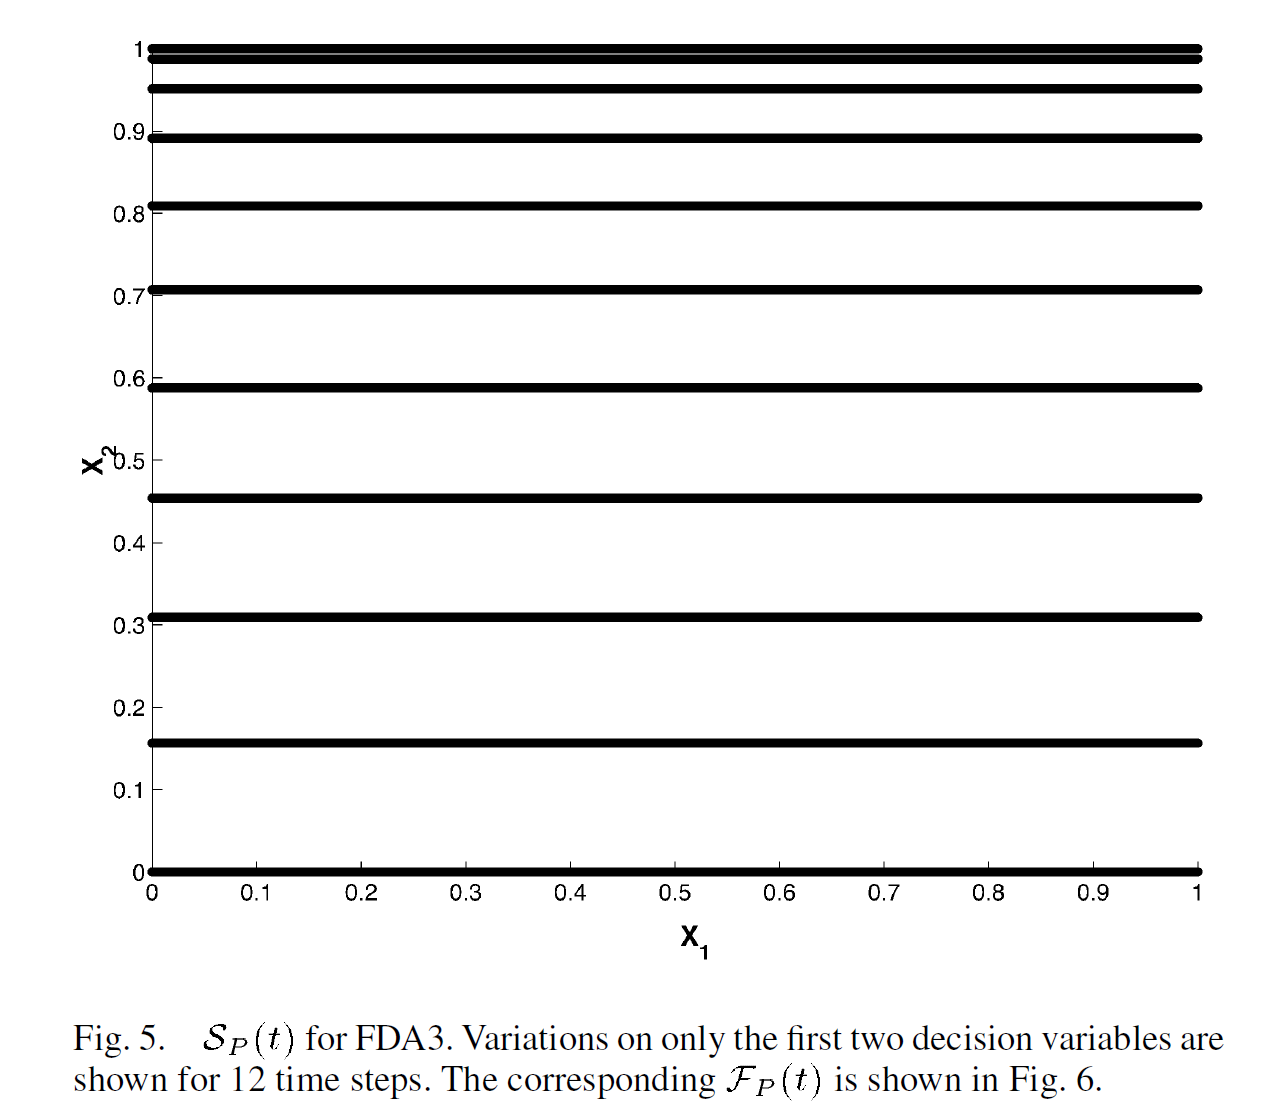 1
0.9
0.8
0.7
0.6
0.5
0.4
0.3
0.2
0.1
0
X₂
0 0.1 0.2 0.3 0.4 0.5 0.6 0.7 0.8 0.9 1
X₁
Fig. 5. 𝒮_P(t) for FDA3. Variations on only the first two decision variables are
shown for 12 time steps. The corresponding ℱ_P(t) is shown in Fig. 6.